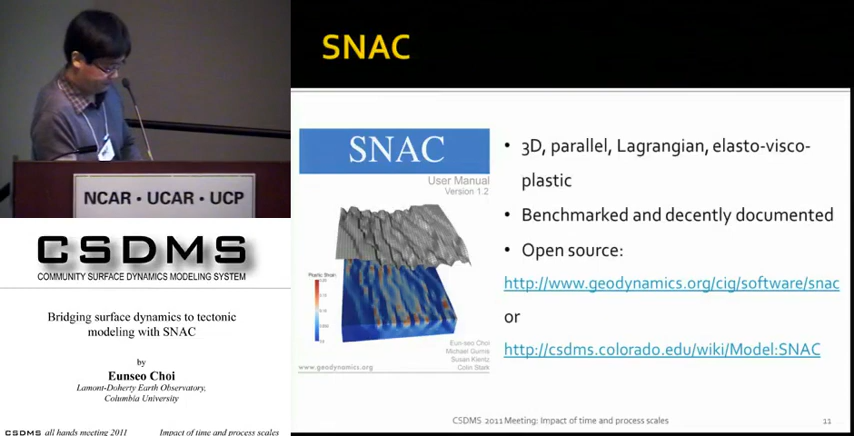 SNAC
NCAR • UCAR • UCP
CSDMS
COMMUNITY SURFACE DYNAMICS MODELING SYSTEM
Bridging surface dynamics to tectonic
modeling with SNAC
by
Eunseo Choi
Lamont-Doherty Earth Observatory,
Columbia University
CSDMS all hands meeting 2011
Impact of time and process scales
SNAC
User Manual
Version 1.2
Plastic Strain
Eun-seo Choi
Michael Gurnis
Susan Kientz
Colin Stark
www.geodynamics.org
• 3D, parallel, Lagrangian, elasto-visco-
plastic
• Benchmarked and decently documented
• Open source:
http://www.geodynamics.org/cig/software/snac
or
http://csdms.colorado.edu/wiki/Model:SNAC
CSDMS 2011 Meeting: Impact of time and process scales
11